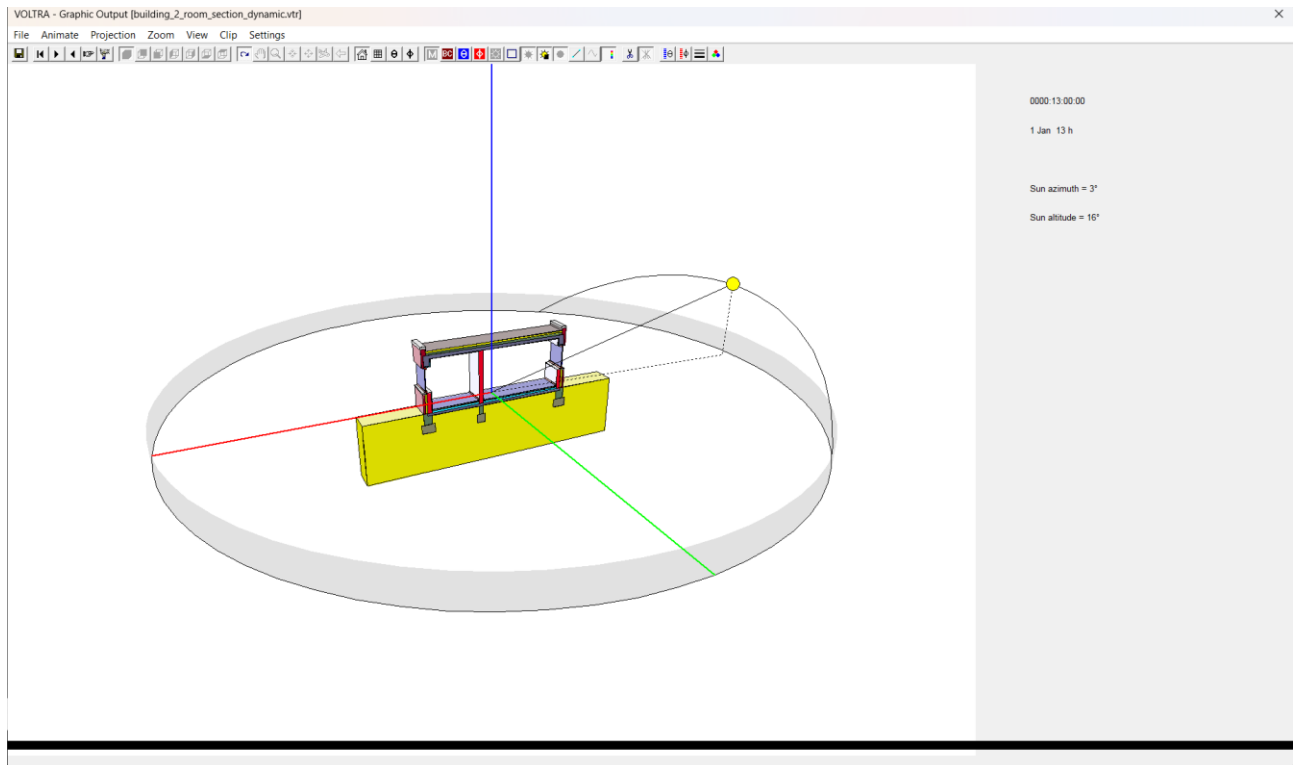 VOLTRA - Graphic Output [building_2_room_section_dynamic.vtr]
File Animate Projection Zoom View Clip Settings
BC
0000:13:00:00
1 Jan 13 h
Sun azimuth = 3°
Sun altitude = 16°